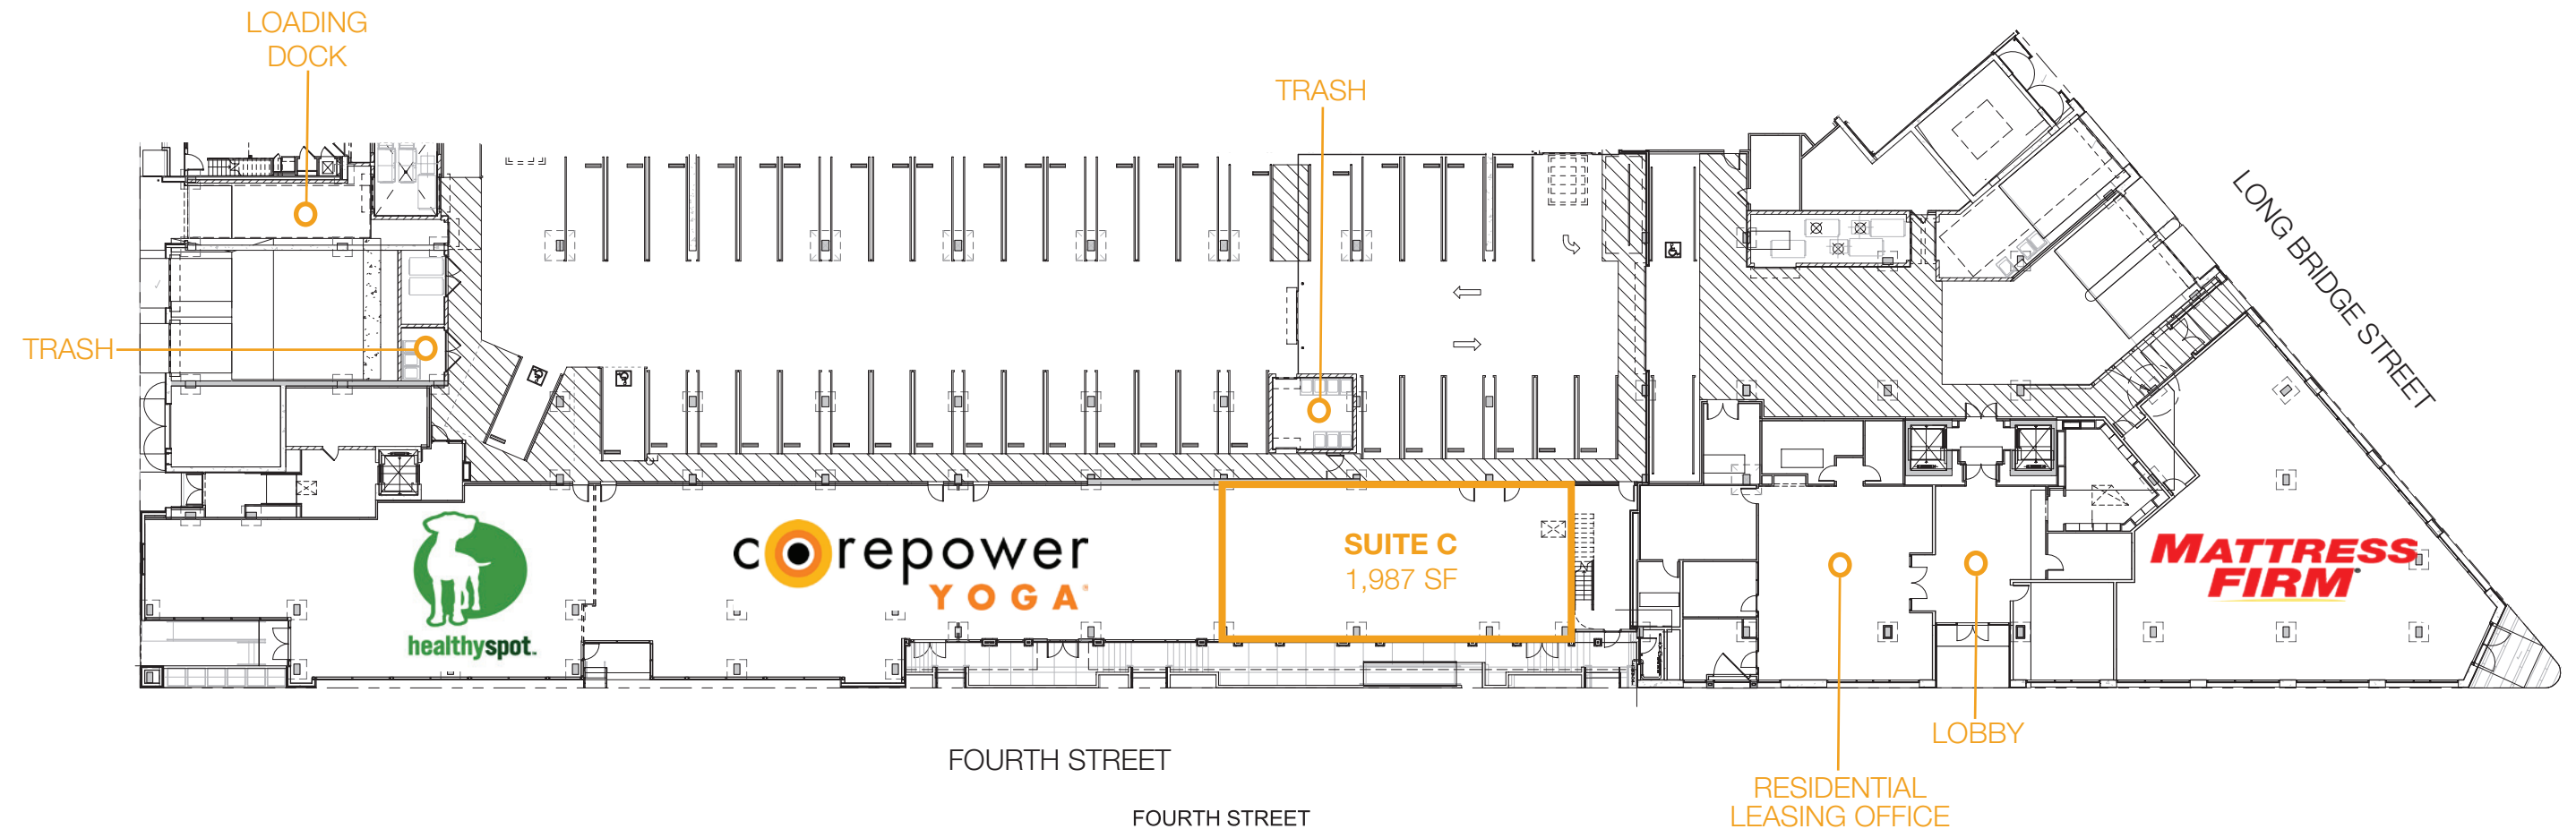 LOADING
DOCK
TRASH
TRASH
LONG BRIDGE STREET
healthyspot.
corepower
YOGA
SUITE C
1,987 SF
MATTRESS
FIRM
LOBBY
FOURTH STREET
RESIDENTIAL
LEASING OFFICE
FOURTH STREET